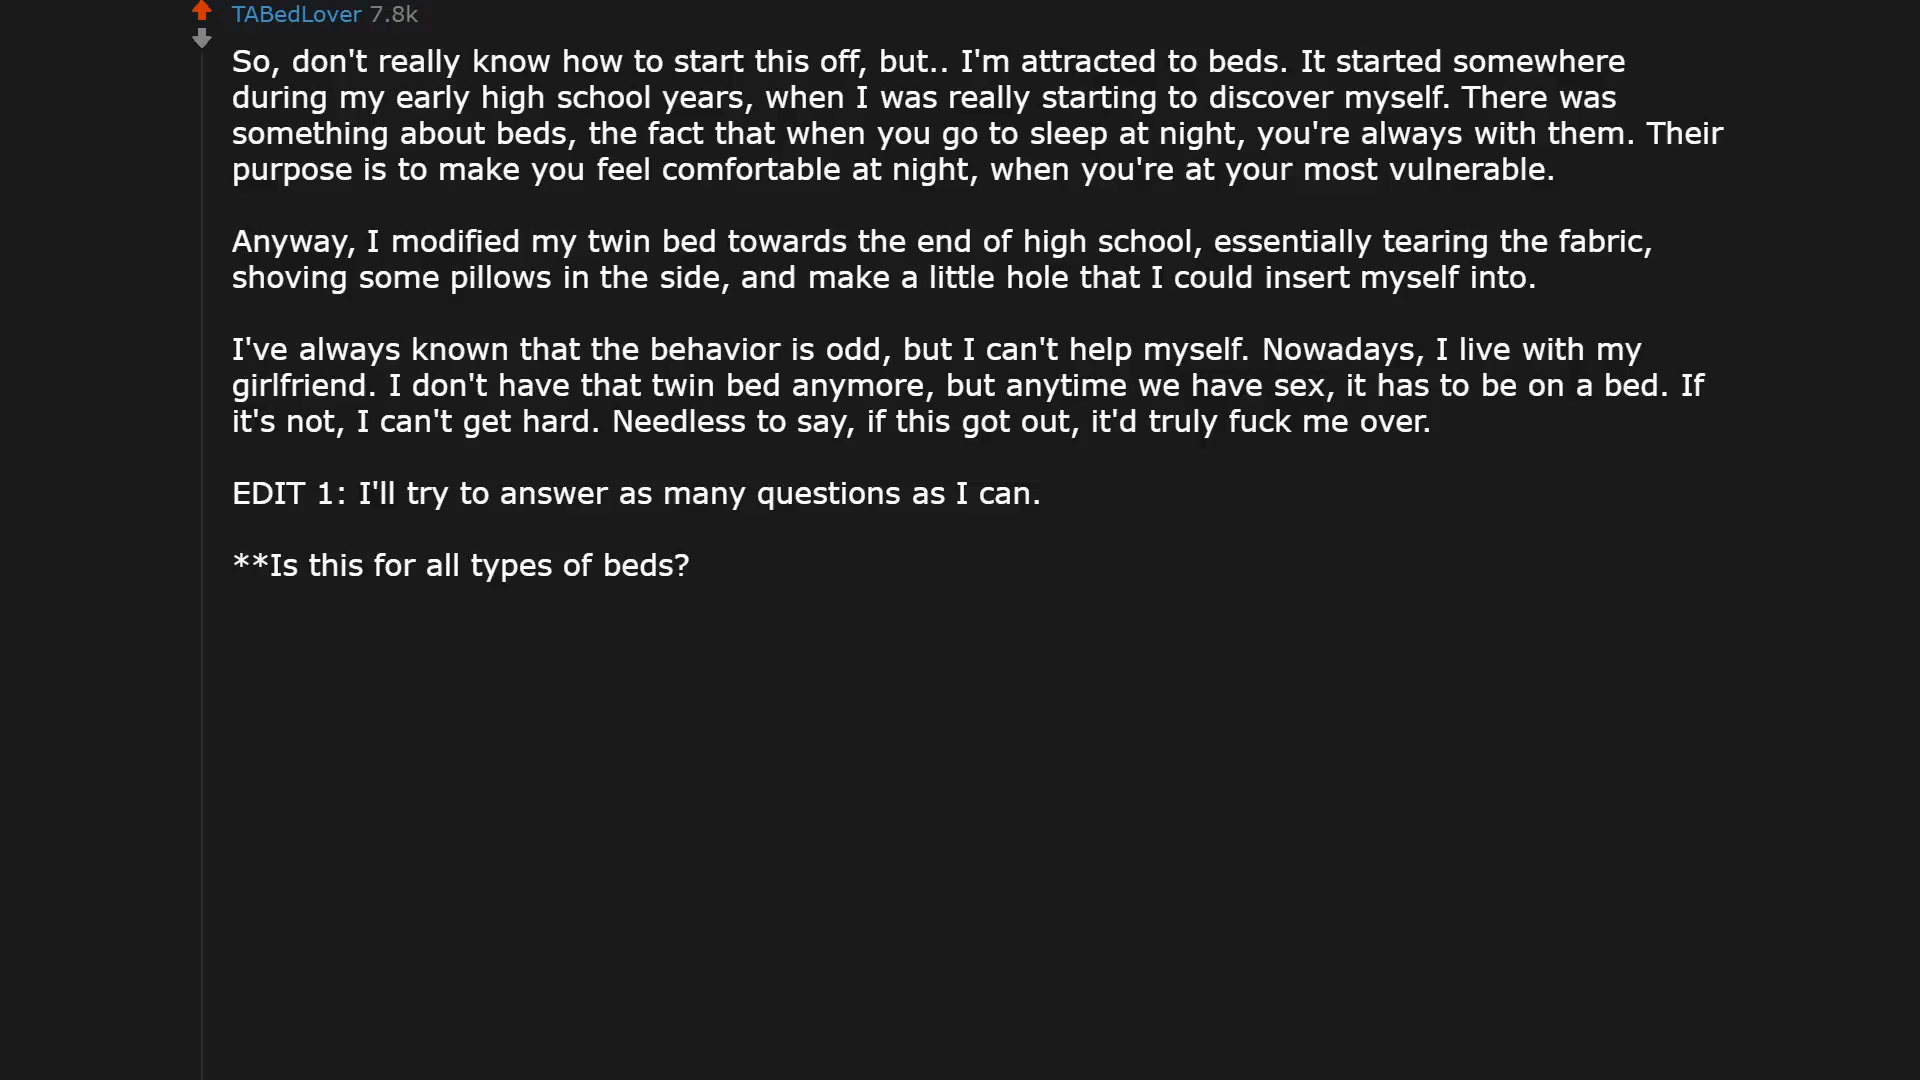 TABedLover 7.8k
So, don't really know how to start this off, but.. I'm attracted to beds. It started somewhere
during my early high school years, when I was really starting to discover myself. There was
something about beds, the fact that when you go to sleep at night, you're always with them. Their
purpose is to make you feel comfortable at night, when you're at your most vulnerable.
Anyway, I modified my twin bed towards the end of high school, essentially tearing the fabric,
shoving some pillows in the side, and make a little hole that I could insert myself into.
I've always known that the behavior is odd, but I can't help myself. Nowadays, I live with my
girlfriend. I don't have that twin bed anymore, but anytime we have sex, it has to be on a bed. If
it's not, I can't get hard. Needless to say, if this got out, it'd truly fuck me over.
EDIT 1: I'll try to answer as many questions as I can.
**Is this for all types of beds?